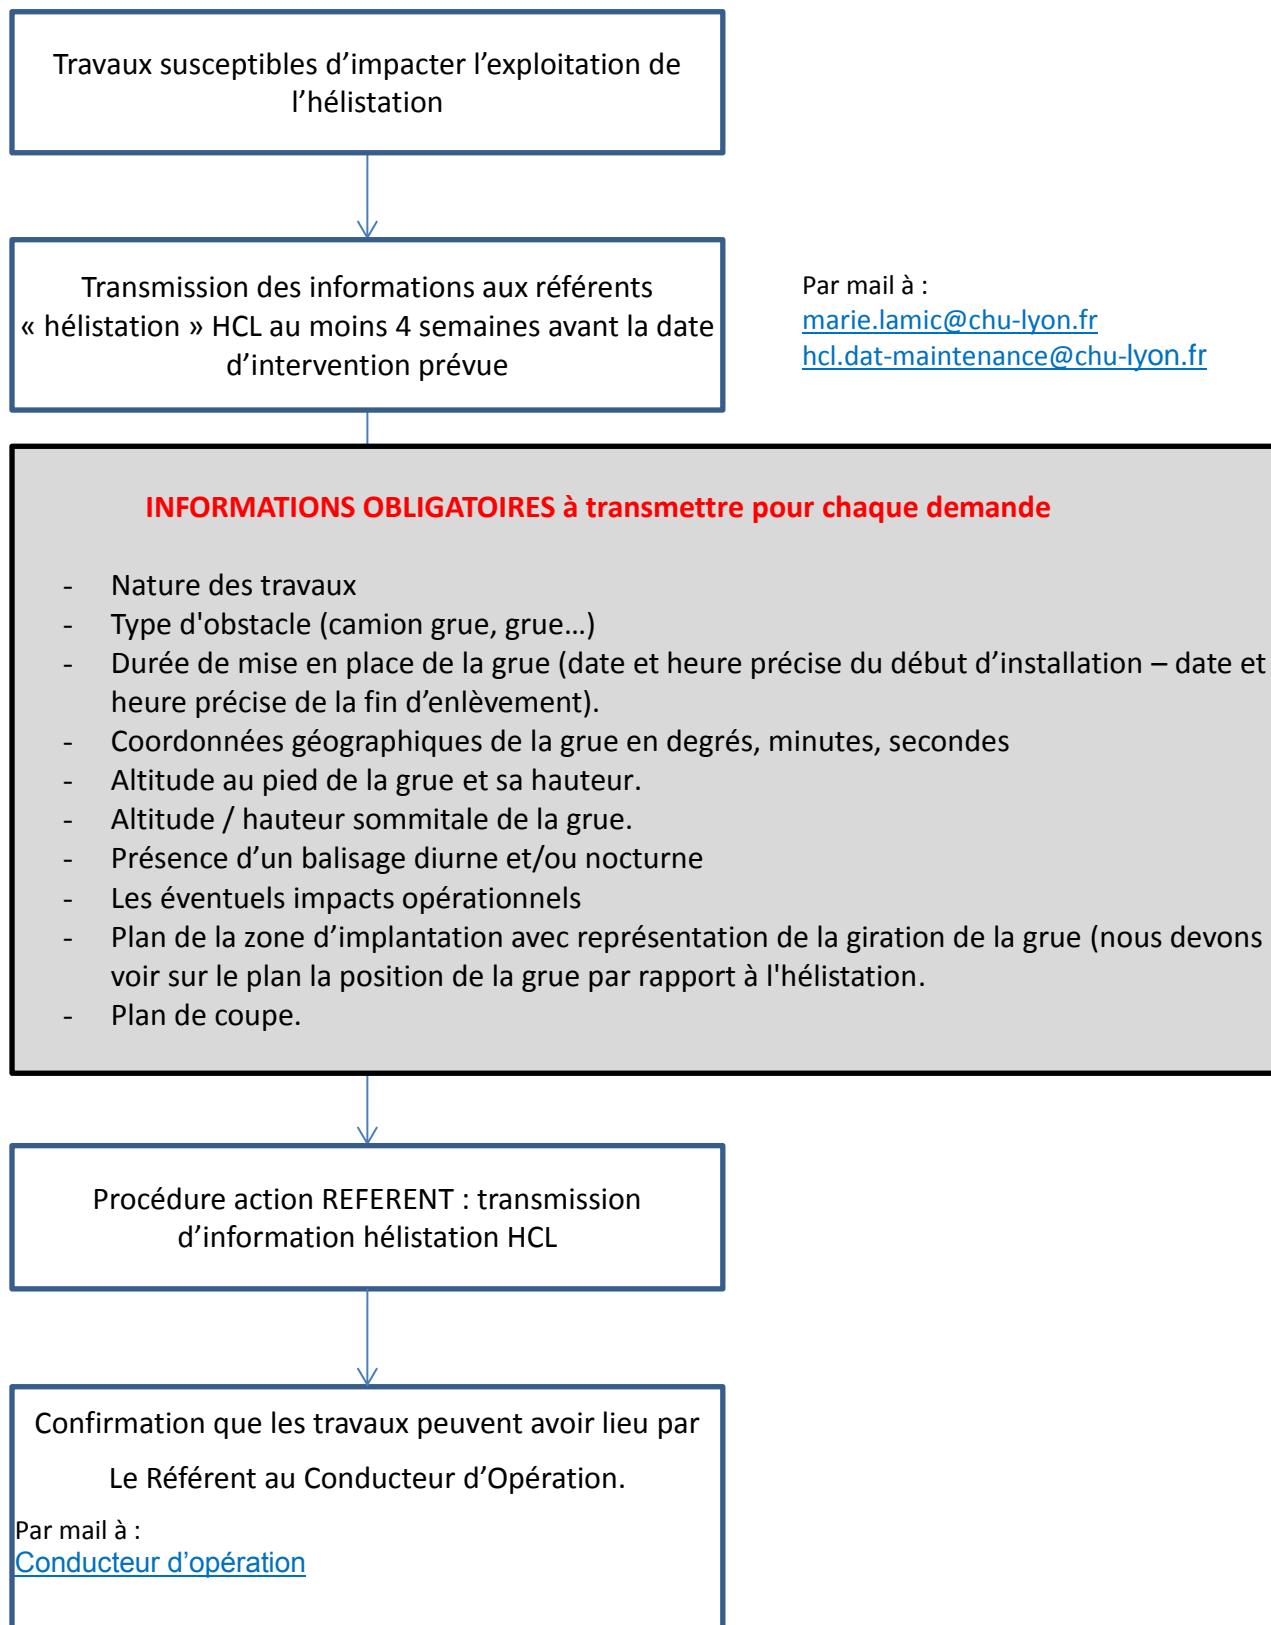 Travaux susceptibles d’impacter l’exploitation de
l’hélistation
Transmission des informations aux référents
« hélistation » HCL au moins 4 semaines avant la date
d’intervention prévue
Par mail à :
marie.lamic@chu-lyon.fr
hcl.dat-maintenance@chu-lyon.fr
INFORMATIONS OBLIGATOIRES à transmettre pour chaque demande
- Nature des travaux
- Type d'obstacle (camion grue, grue…)
- Durée de mise en place de la grue (date et heure précise du début d’installation – date et
heure précise de la fin d’enlèvement).
- Coordonnées géographiques de la grue en degrés, minutes, secondes
- Altitude au pied de la grue et sa hauteur.
- Altitude / hauteur sommitale de la grue.
- Présence d’un balisage diurne et/ou nocturne
- Les éventuels impacts opérationnels
- Plan de la zone d’implantation avec représentation de la giration de la grue (nous devons
voir sur le plan la position de la grue par rapport à l'hélistation.
- Plan de coupe.
Procédure action REFERENT : transmission
d’information hélistation HCL
Confirmation que les travaux peuvent avoir lieu par
Le Référent au Conducteur d’Opération.
Par mail à :
Conducteur d’opération